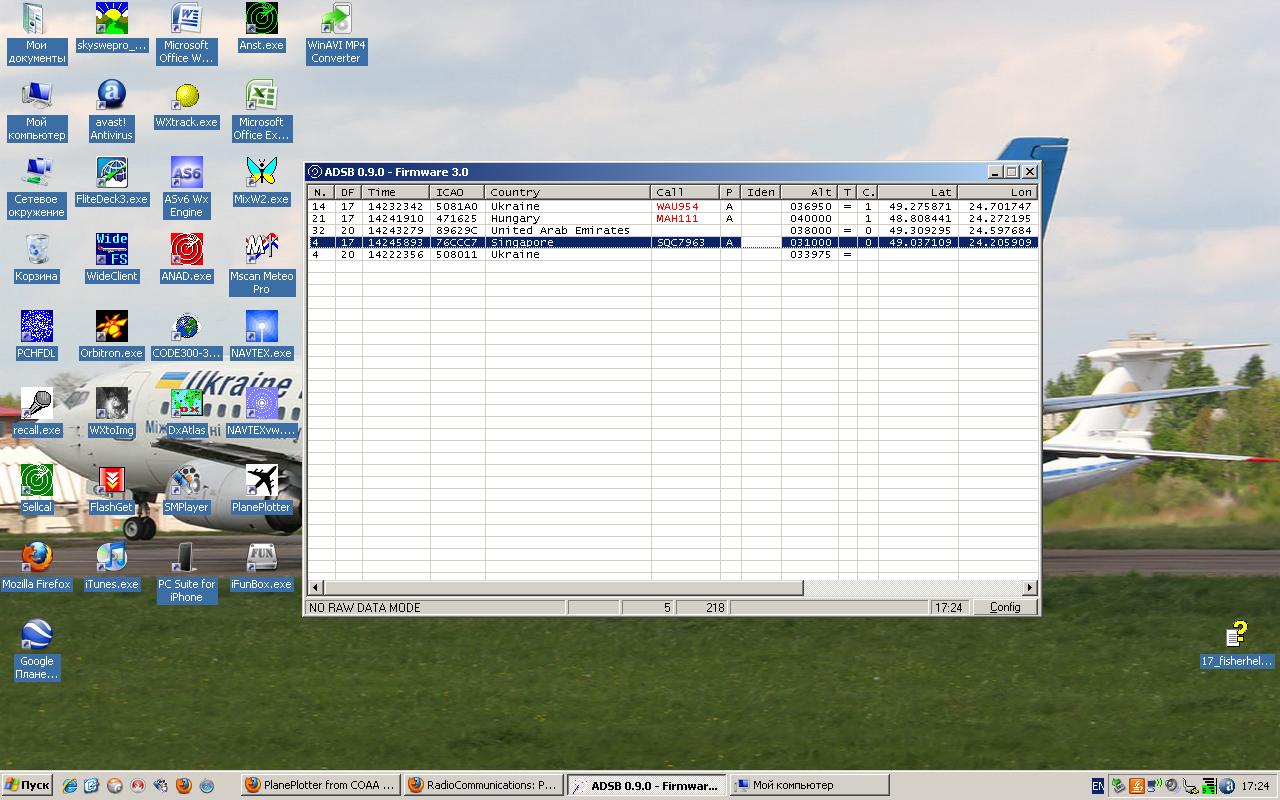 Мои документы
skyswepro_...
Microsoft Office W...
Anst.exe
WinAVI MP4 Converter
Мой компьютер
avast! Antivirus
WXtrack.exe
Microsoft Office Ex...
Сетевое окружение
FliteDeck3.exe
AS6
ASv6 Wx Engine
MixW2.exe
Корзина
Wide FS
WideClient
ANAD.exe
Mscan Meteo Pro
PCHFDL
Orbitron.exe
CODE300-3...
NAVTEX.exe
recall.exe
WXtoImg
DX
DxAtlas
NAVTEXvw....
Sellcal
FlashGet
SMPlayer
PlanePlotter
Mozilla Firefox
iTunes.exe
PC Suite for iPhone
FUN
iFunBox.exe
Google Плане...
17_fisherhel...
Ukraine
ADSB 0.9.0 - Firmware 3.0
N. DF Time ICAO Country Call P Iden Alt T C. Lat Lon
14 17 14232342 5081A0 Ukraine WAU954 A 036950 = 1 49.275871 24.701747
21 17 14241910 471625 Hungary MAH111 A 040000 1 48.808441 24.272195
32 20 14243279 89629C United Arab Emirates 038000 = 0 49.309295 24.597684
4 17 14245893 76CCC7 Singapore SQC7963 A 031000 0 49.037109 24.205909
4 20 14222356 508011 Ukraine 033975 =
NO RAW DATA MODE 5 218 17:24 Config
Пуск
PlanePlotter from COAA ...
RadioCommunications: P...
ADSB 0.9.0 - Firmwar...
Мой компьютер
EN
17:24